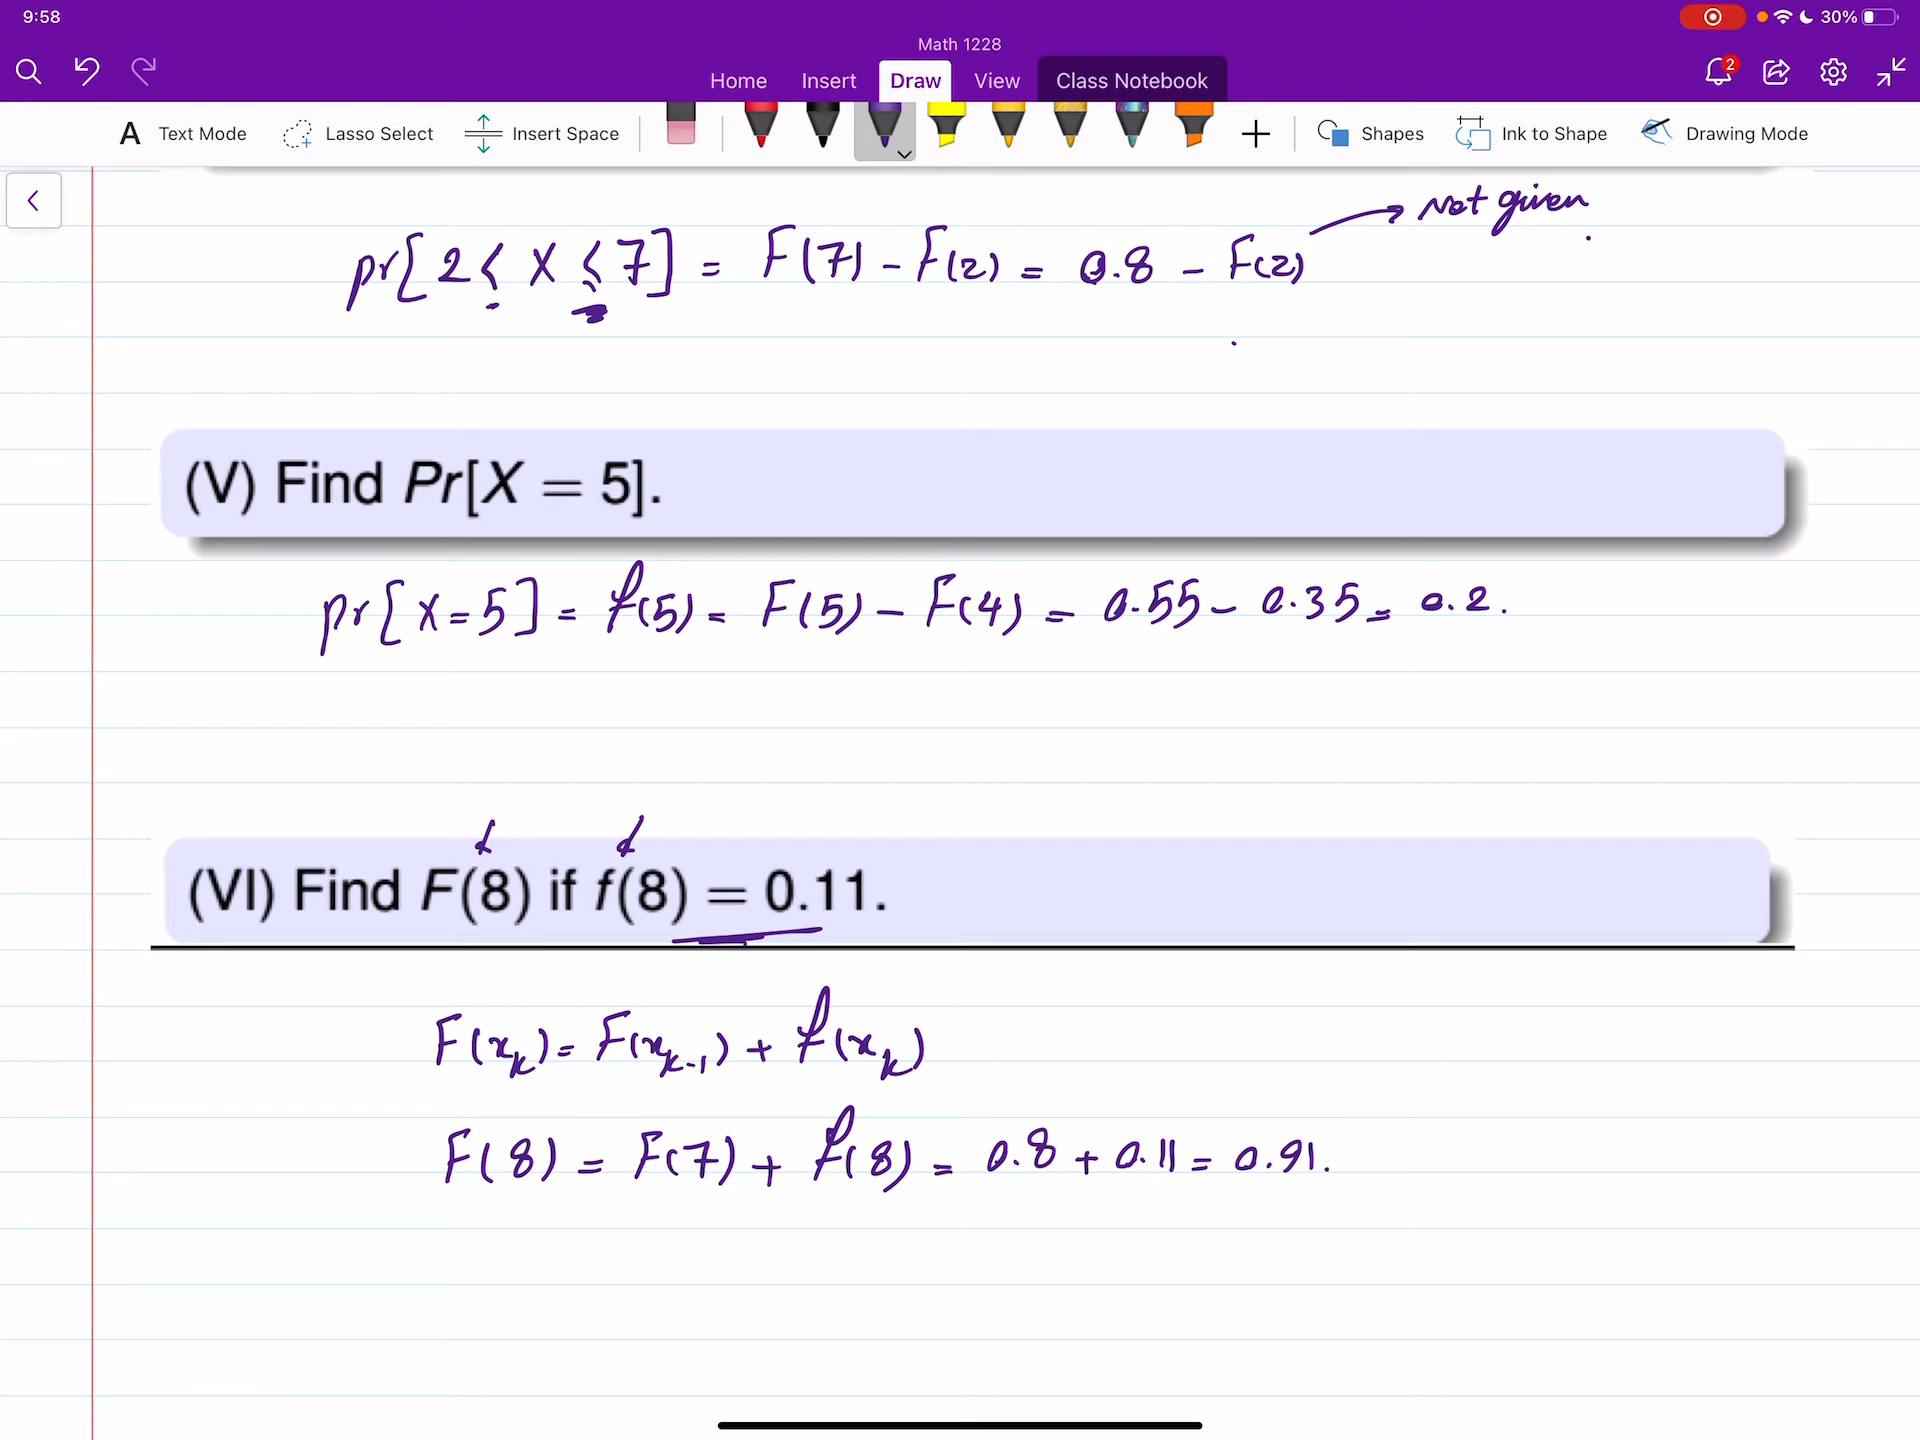 9:58
30%
Math 1228
Home Insert Draw View Class Notebook
2
A Text Mode Lasso Select Insert Space Shapes Ink to Shape Drawing Mode
Not given
pr[2 < X ≤ 7] = F(7) - F(2) = 0.8 - F(2)
(V) Find Pr[X = 5].
pr[X = 5] = f(5) = F(5) - F(4) = 0.55 - 0.35 = 0.2.
(VI) Find F(8) if f(8) = 0.11.
F(xₖ) = F(xₖ₋₁) + f(xₖ)
F(8) = F(7) + f(8) = 0.8 + 0.11 = 0.91.